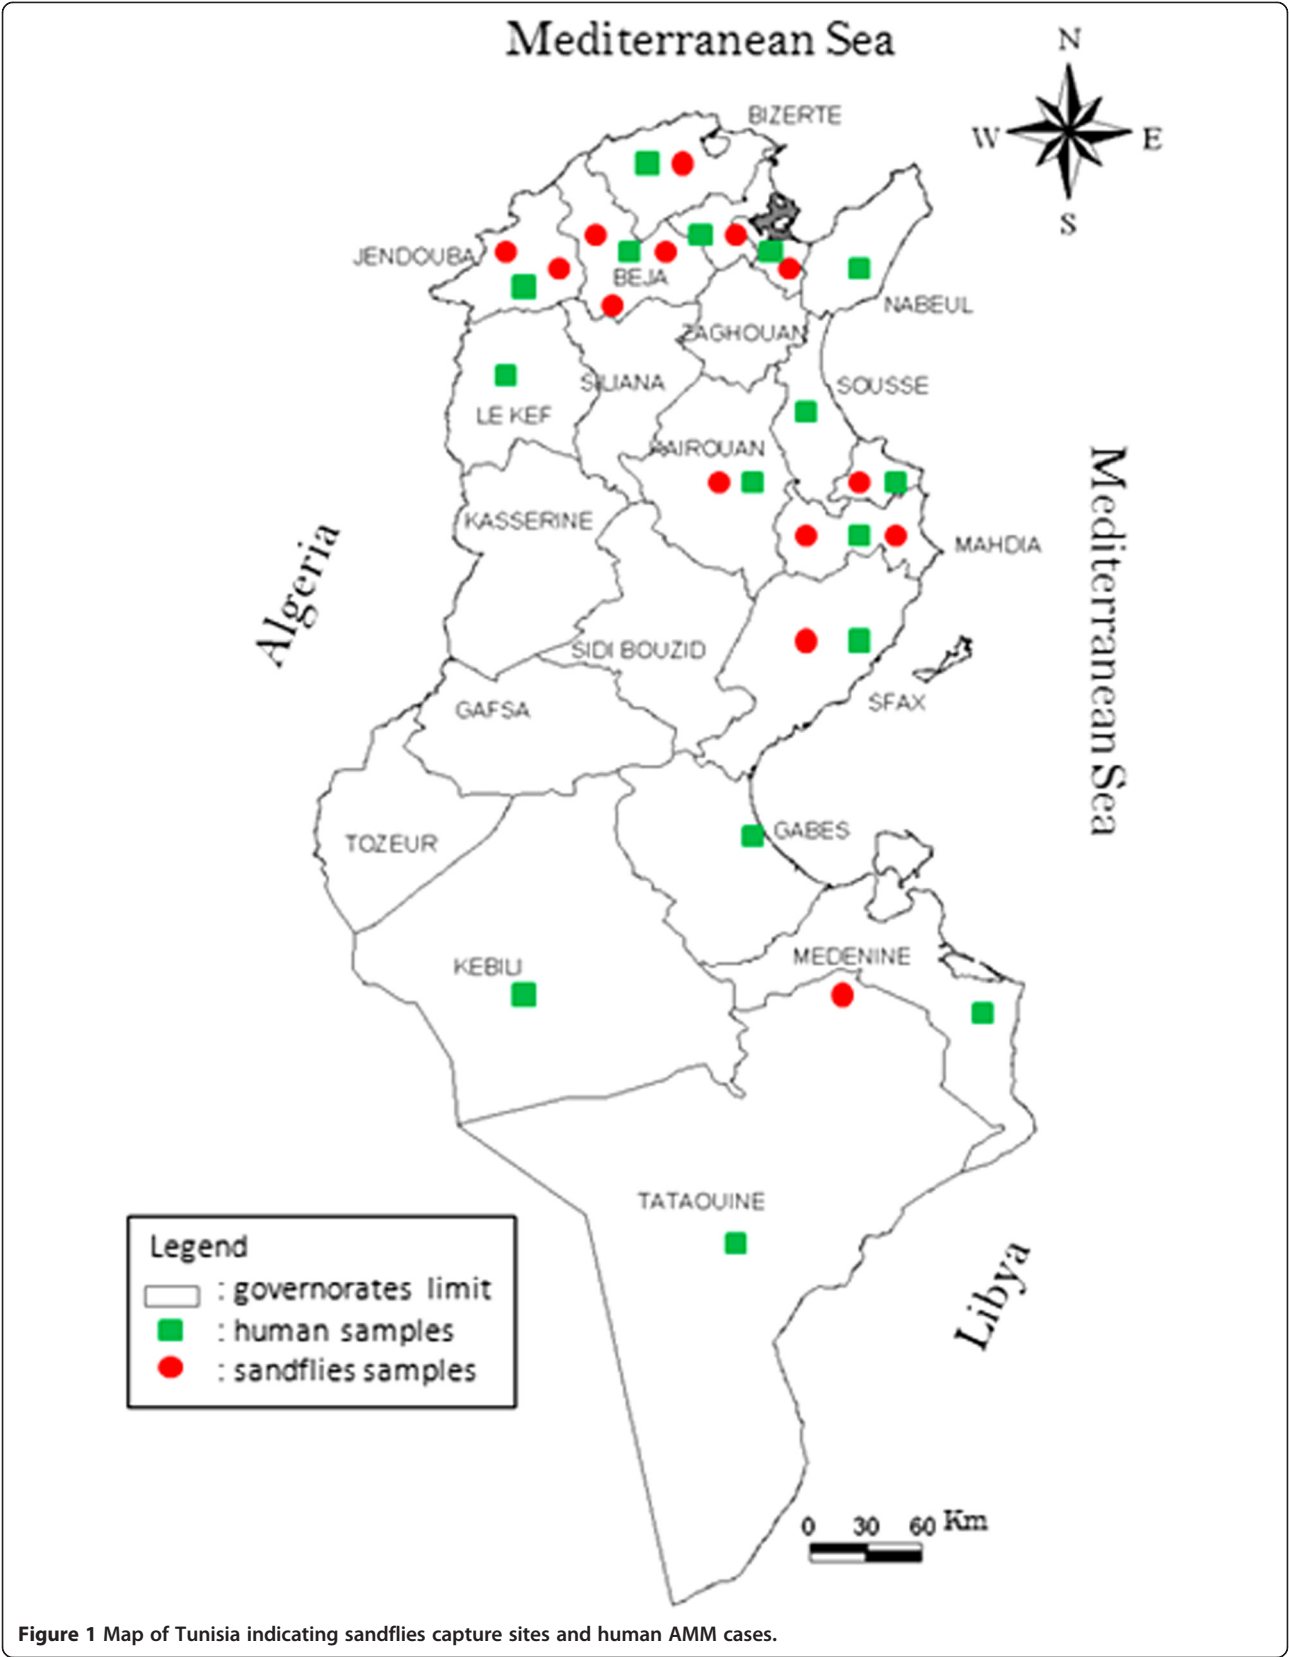 Mediterranean Sea
N
W
E
S
BIZERTE
JENDOUBA
BEJA
NABEUL
ZAGHOUAN
SILIANA
SOUSSE
LE KEF
KAIROUAN
KASSERINE
MAHDIA
Algeria
Mediterranean Sea
SIDI BOUZID
SFAX
GAFSA
GABES
TOZEUR
MEDENINE
KEBILI
TATAOUINE
Libya
Legend
: governorates limit
: human samples
: sandflies samples
0 30 60 Km
Figure 1 Map of Tunisia indicating sandflies capture sites and human AMM cases.